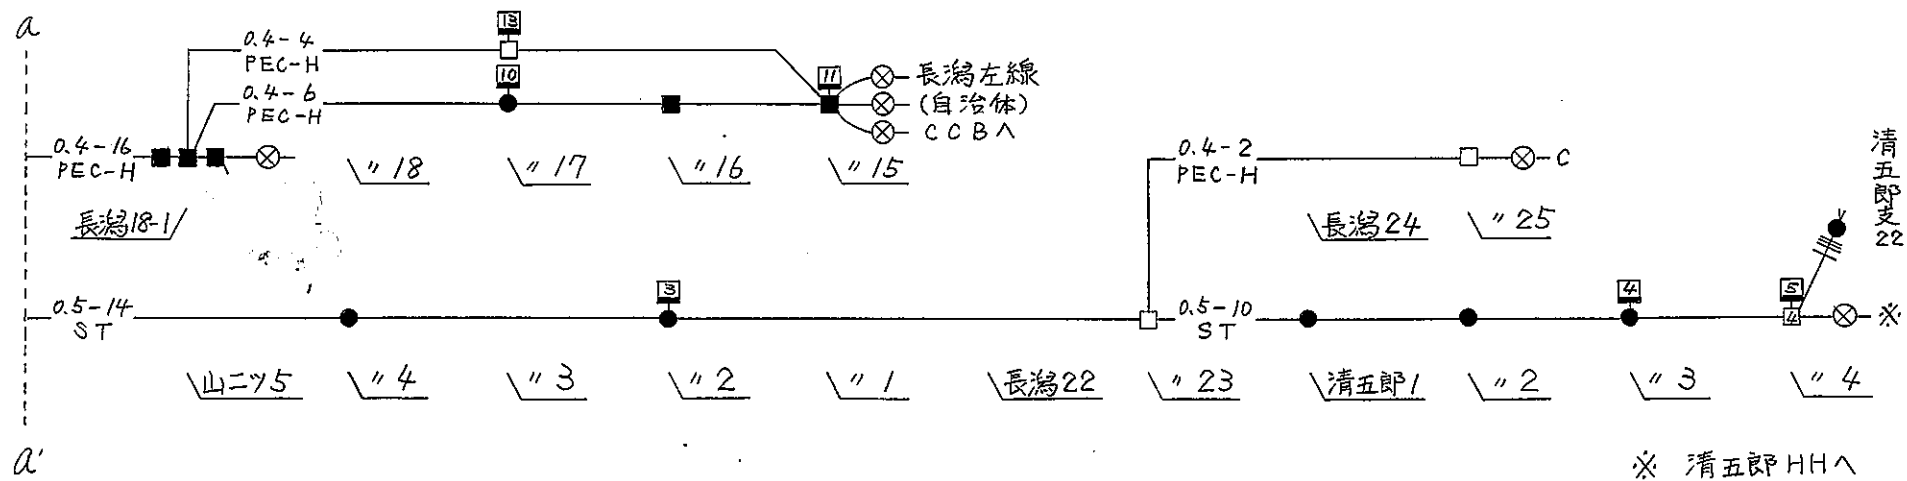 a
13
0.4-4
PEC-H
10
0.4-6
PEC-H
11
長潟左線
(自治体)
CCBへ
0.4-16
PEC-H
〃18
〃17
〃16
〃15
長潟18-1
0.4-2
PEC-H
C
長潟24
〃25
清五郎支22
0.5-14
ST
3
0.5-10
ST
4
5
4
※
山二ツ5
〃4
〃3
〃2
〃1
長潟22
〃23
清五郎1
〃2
〃3
〃4
a'
※ 清五郎HHへ